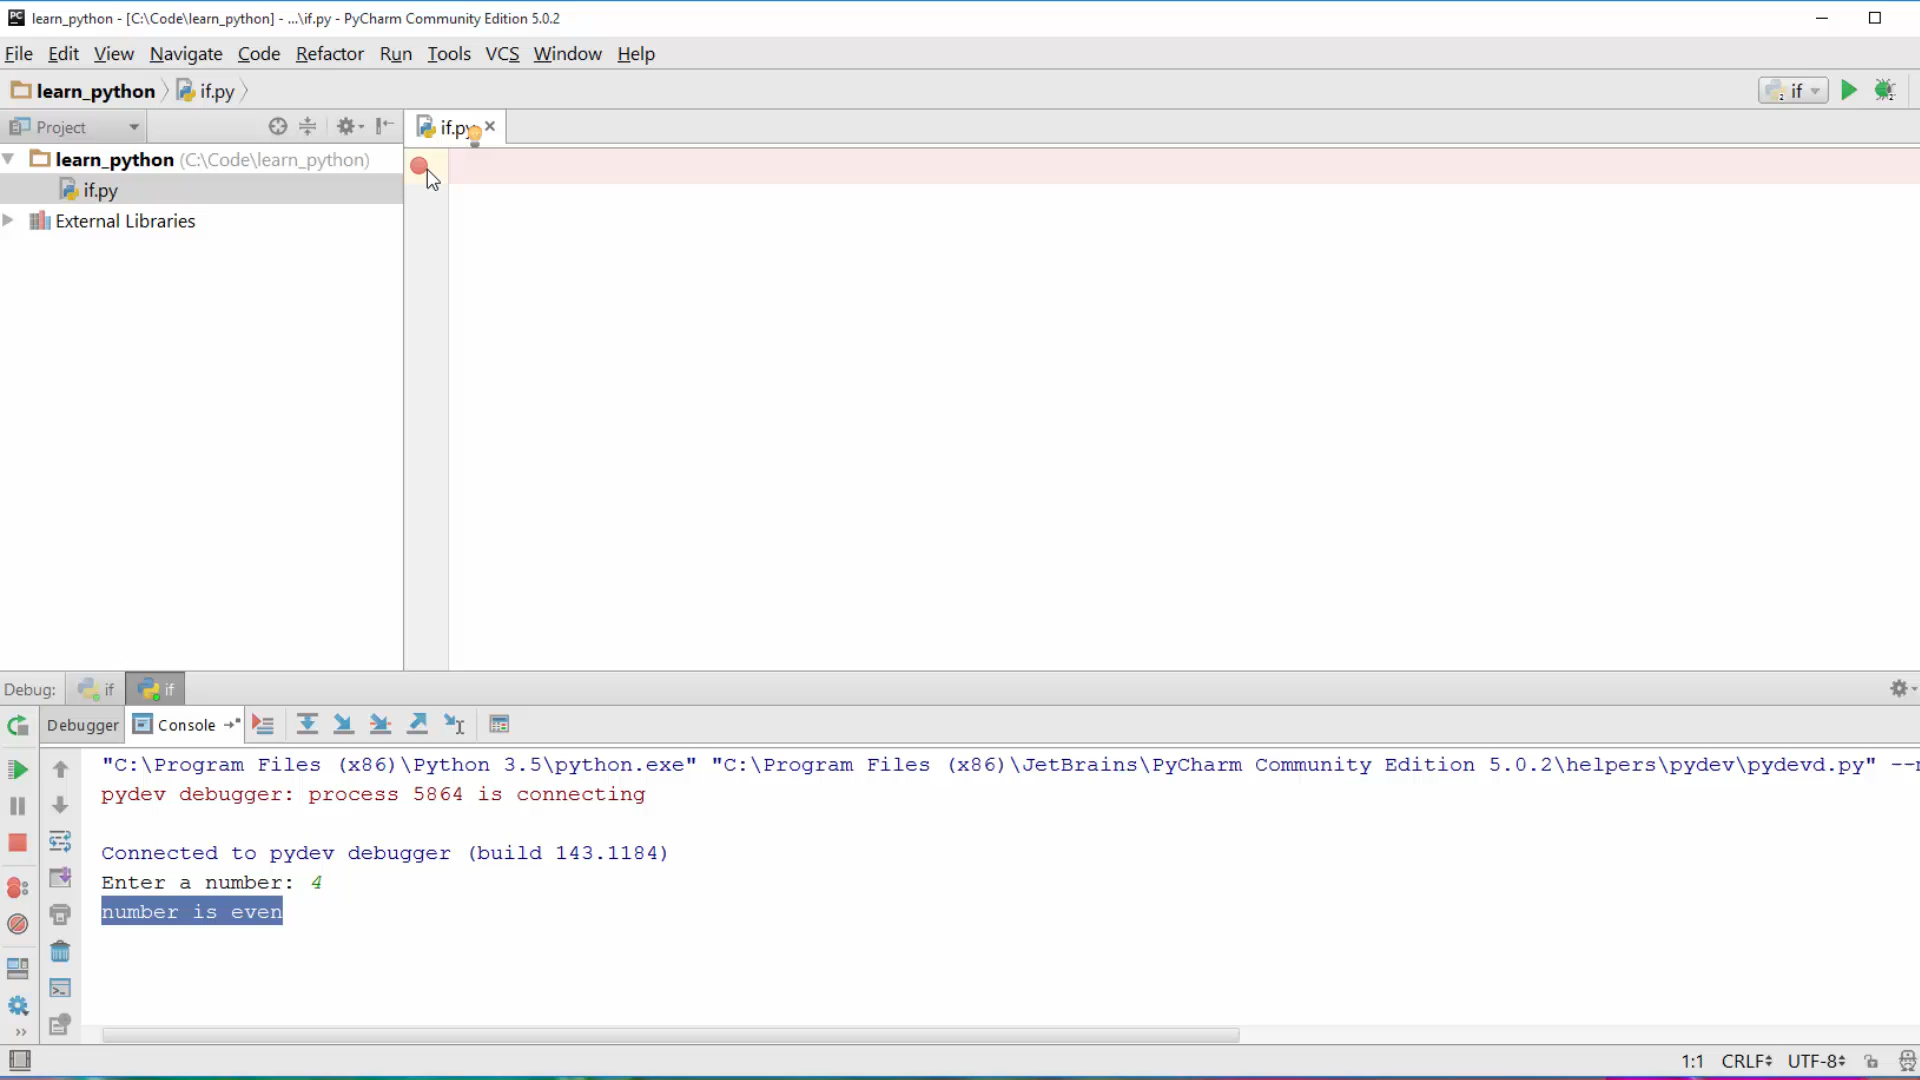 learn_python - [C:\Code\learn_python] - ...\if.py - PyCharm Community Edition 5.0.2
File Edit View Navigate Code Refactor Run Tools VCS Window Help
learn_python if.py if
Project if.py
learn_python (C:\Code\learn_python)
if.py
External Libraries
Debug: if if
Debugger Console
"C:\Program Files (x86)\Python 3.5\python.exe" "C:\Program Files (x86)\JetBrains\PyCharm Community Edition 5.0.2\helpers\pydev\pydevd.py" --
pydev debugger: process 5864 is connecting
Connected to pydev debugger (build 143.1184)
Enter a number: 4
number is even
1:1 CRLF UTF-8